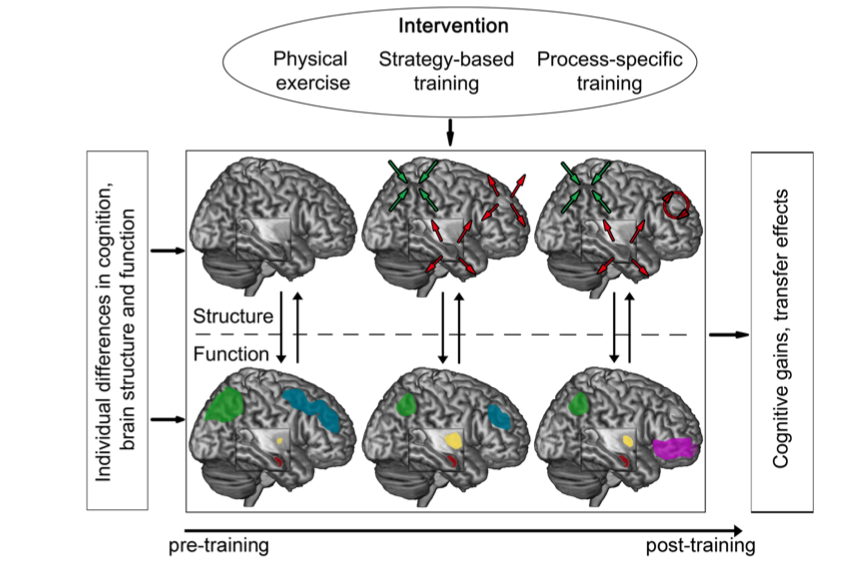 Intervention
Physical exercise
Strategy-based training
Process-specific training
Individual differences in cognition,
brain structure and function
Structure
Function
Cognitive gains, transfer effects
pre-training
post-training